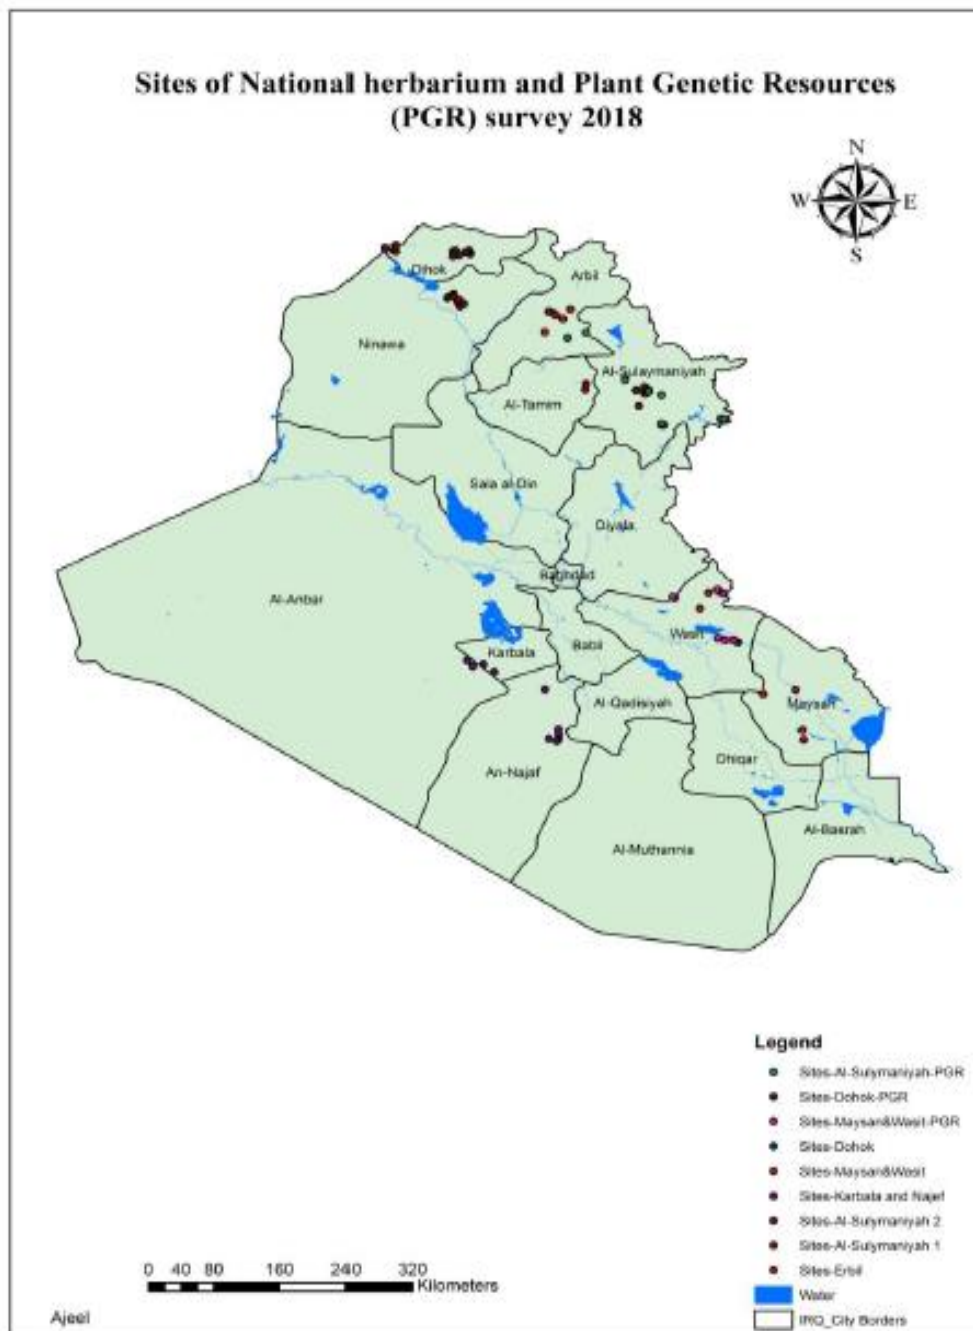 Sites of National herbarium and Plant Genetic Resources
(PGR) survey 2018
N
W E
S
Dihok
Arbil
Ninawa
Al-Sulaymaniyah
Al-Tamim
Sala al-Din
Diyala
Baghdad
Al-Anbar
Wasit
Karbala
Babil
Al-Qadisiyah
Maysan
An-Najaf
Dhiqar
Al-Basrah
Al-Muthannia
Legend
Sites-Al-Sulymaniyah-PGR
Sites-Dohok-PGR
Sites-Maysan&Wasit-PGR
Sites-Dohok
Sites-Maysan&Wasit
Sites-Karbala and Najef
Sites-Al-Sulymaniyah 2
Sites-Al-Sulymaniyah 1
Sites-Erbil
Water
IRQ_City Borders
0 40 80 160 240 320
Kilometers
Ajeel